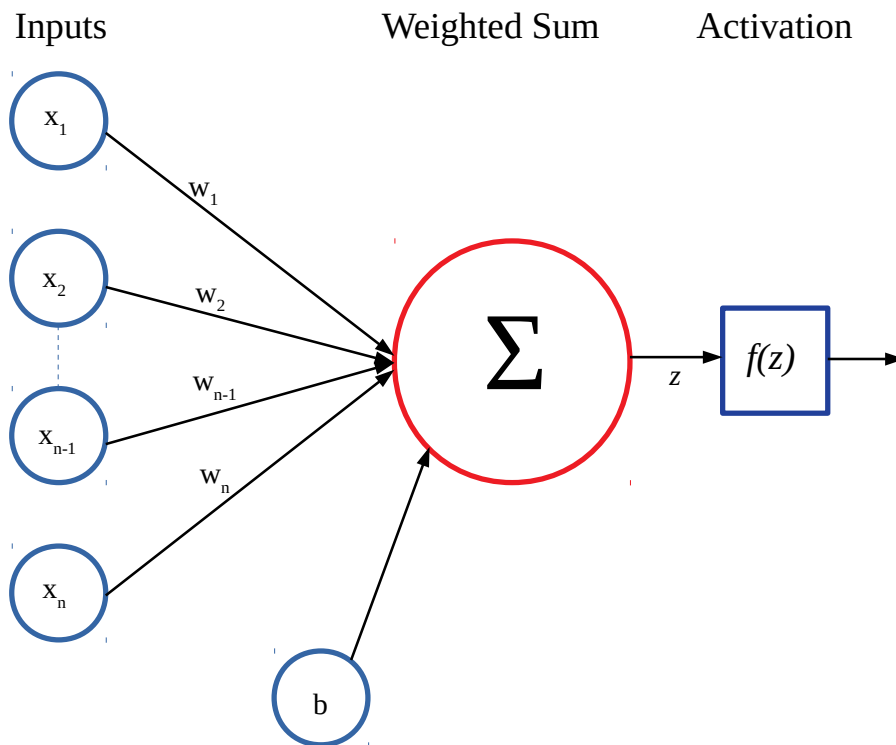 Inputs Weighted Sum Activation
x₁
w₁
x₂
w₂
Σ
z
f(z)
wₙ₋₁
xₙ₋₁
wₙ
xₙ
b